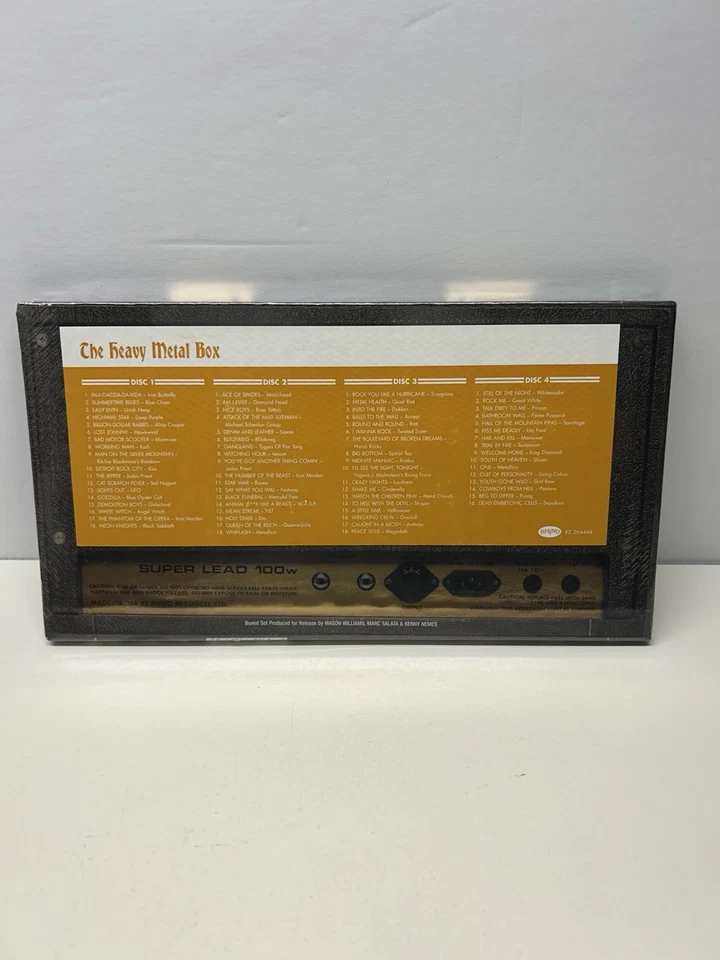 The Heavy Metal Box
DISC 1
1. IN-A-GADDA-DA-VIDA – Iron Butterfly
2. SUMMERTIME BLUES – Blue Cheer
3. EASY LIVIN' – Uriah Heep
4. HIGHWAY STAR – Deep Purple
5. BILLION DOLLAR BABIES – Alice Cooper
6. LOST JOHNNY – Hawkwind
7. BAD MOTOR SCOOTER – Montrose
8. WORKING MAN – Rush
9. MAN ON THE SILVER MOUNTAIN –
Ritchie Blackmore's Rainbow
10. DETROIT ROCK CITY – Kiss
11. THE RIPPER – Judas Priest
12. CAT SCRATCH FEVER – Ted Nugent
13. LIGHTS OUT – UFO
14. GODZILLA – Blue Öyster Cult
15. DEMOLITION BOYS – Girlschool
16. WHITE WITCH – Angel Witch
17. THE PHANTOM OF THE OPERA – Iron Maiden
18. NEON KNIGHTS – Black Sabbath
DISC 2
1. ACE OF SPADES – Motörhead
2. AM I EVIL? – Diamond Head
3. NICE BOYS – Rose Tattoo
4. ATTACK OF THE MAD AXEMAN –
Michael Schenker Group
5. DENIM AND LEATHER – Saxon
6. BLITZKRIEG – Blitzkrieg
7. GANGLAND – Tygers Of Pan Tang
8. WITCHING HOUR – Venom
9. YOU'VE GOT ANOTHER THING COMIN' –
Judas Priest
10. THE NUMBER OF THE BEAST – Iron Maiden
11. STAR WAR – Raven
12. SAY WHAT YOU WILL – Fastway
13. BLACK FUNERAL – Mercyful Fate
14. ANIMAL (F**K LIKE A BEAST) – W.A.S.P.
15. MEAN STREAK – Y&T
16. HOLY DIVER – Dio
17. QUEEN OF THE REICH – Queensrÿche
18. WHIPLASH – Metallica
DISC 3
1. ROCK YOU LIKE A HURRICANE – Scorpions
2. METAL HEALTH – Quiet Riot
3. INTO THE FIRE – Dokken
4. BALLS TO THE WALL – Accept
5. ROUND AND ROUND – Ratt
6. I WANNA ROCK – Twisted Sister
7. THE BOULEVARD OF BROKEN DREAMS –
Hanoi Rocks
8. BIG BOTTOM – Spinal Tap
9. MIDNITE MANIAC – Krokus
10. I'LL SEE THE LIGHT, TONIGHT –
Yngwie J. Malmsteen's Rising Force
11. CRAZY NIGHTS – Loudness
12. SHAKE ME – Cinderella
13. WATCH THE CHILDREN PRAY – Metal Church
14. TO HELL WITH THE DEVIL – Stryper
15. A LITTLE TIME – Helloween
16. WRECKING CREW – Overkill
17. CAUGHT IN A MOSH – Anthrax
18. PEACE SELLS – Megadeth
DISC 4
1. STILL OF THE NIGHT – Whitesnake
2. ROCK ME – Great White
3. TALK DIRTY TO ME – Poison
4. BATHROOM WALL – Faster Pussycat
5. HALL OF THE MOUNTAIN KING – Savatage
6. KISS ME DEADLY – Lita Ford
7. HAIL AND KILL – Manowar
8. TRIAL BY FIRE – Testament
9. WELCOME HOME – King Diamond
10. SOUTH OF HEAVEN – Slayer
11. ONE – Metallica
12. CULT OF PERSONALITY – Living Colour
13. YOUTH GONE WILD – Skid Row
14. COWBOYS FROM HELL – Pantera
15. BEG TO DIFFER – Prong
16. DEAD EMBRYONIC CELLS – Sepultura
RHINO
R2 264444
SUPER LEAD 100w
OUTPUT
MADE IN USA BY RHINO PRODUCTS LTD.
Boxed Set Produced for Release by MASON WILLIAMS, MARC SALATA & KENNY NEMES